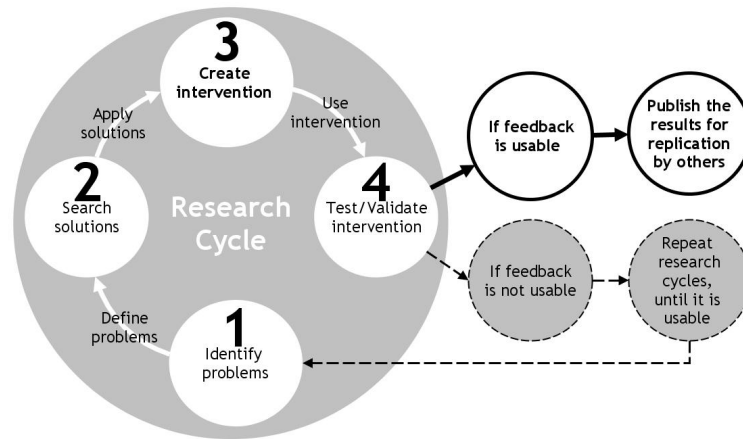 3
Create
intervention
Apply
solutions
Use
intervention
2
Search
solutions
Research
Cycle
4
Test/Validate
intervention
Define
problems
1
Identify
problems
If feedback
is usable
Publish the
results for
replication
by others
If feedback
is not usable
Repeat
research
cycles,
until it is
usable